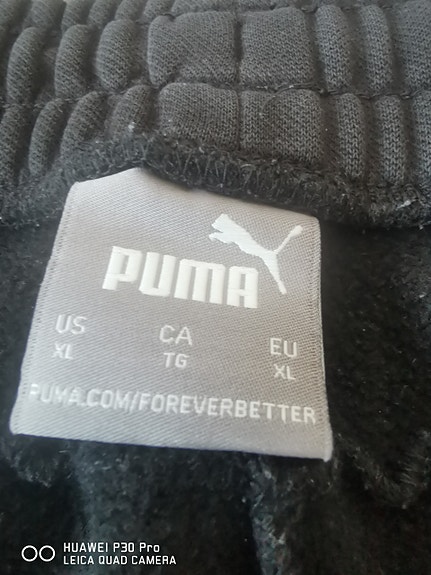 PUMA
US CA EU
XL TG XL
PUMA.COM/FOREVERBETTER
HUAWEI P30 Pro
LEICA QUAD CAMERA